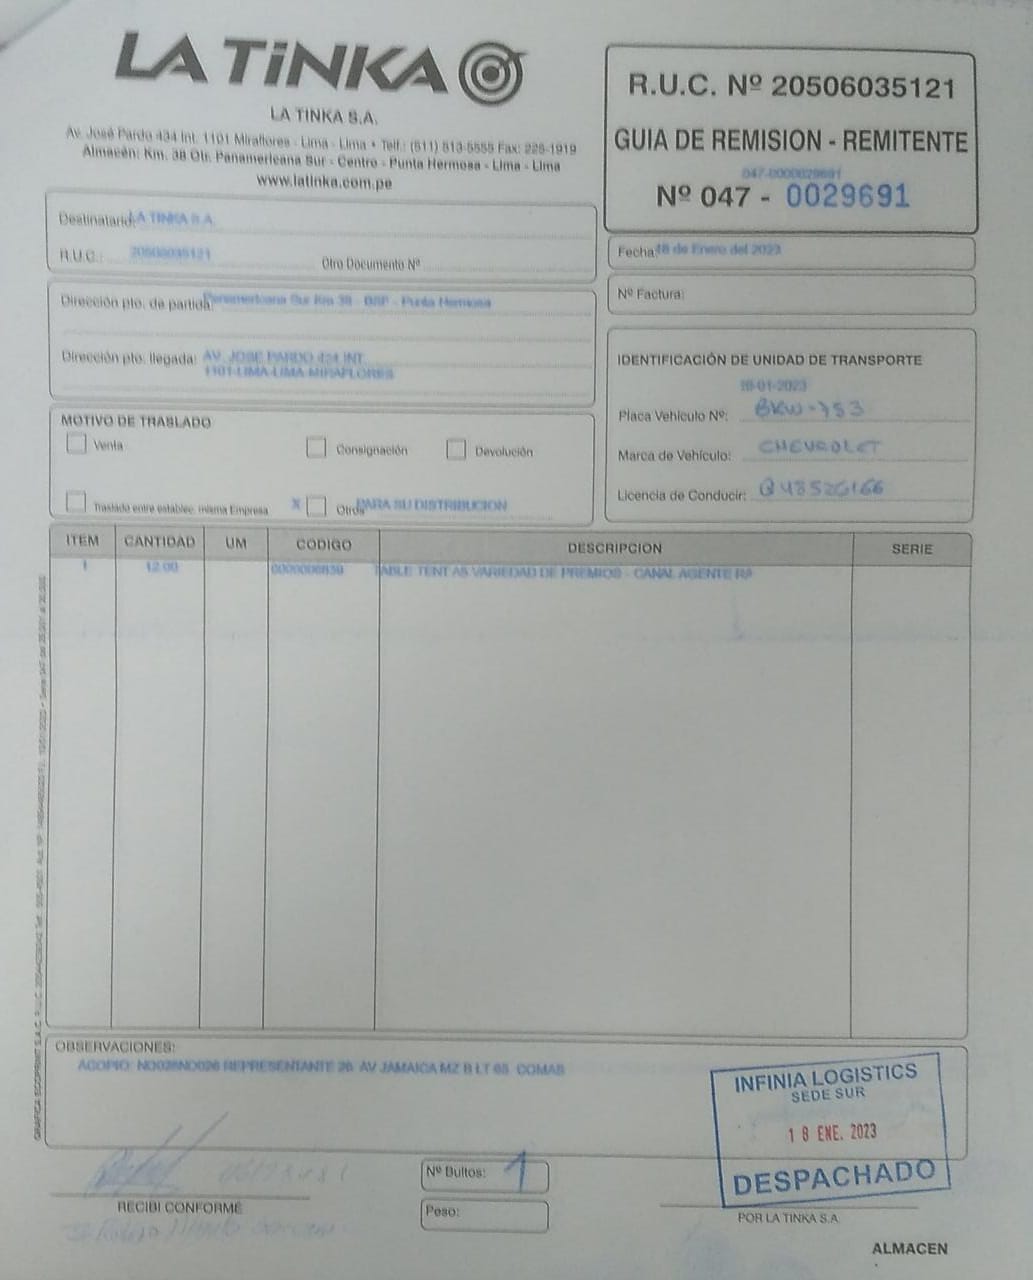 LA TiNKA
LA TINKA S.A.
Av. José Pardo 434 Int. 1101 Miraflores - Lima - Lima • Telf.: (511) 513-5555 Fax: 225-1919
Almacén: Km. 38 Otr. Panamericana Sur - Centro - Punta Hermosa - Lima - Lima
www.latinka.com.pe
R.U.C. Nº 20506035121
GUIA DE REMISION - REMITENTE
047-0000029691
Nº 047 - 0029691
Destinatario: LA TINKA S.A.
R.U.C.: 20506035121 Otro Documento Nº
Fecha: 18 de Enero del 2023
Nº Factura:
Dirección pto. de partida: Panamericana Sur Km 38 - BSF - Punta Hermosa
Dirección pto. llegada: AV. JOSE PARDO 434 INT.
1101-LIMA-LIMA-MIRAFLORES
IDENTIFICACIÓN DE UNIDAD DE TRANSPORTE
18-01-2023
Placa Vehículo Nº: BKW-753
Marca de Vehículo: CHEVROLET
Licencia de Conducir: Q43526166
MOTIVO DE TRASLADO
Venta Consignación Devolución
Traslado entre establec. misma Empresa X Otros PARA SU DISTRIBUCION
ITEM CANTIDAD UM CODIGO DESCRIPCION SERIE
1 12.00 0000006839 TABLE TENT A5 VARIEDAD DE PREMIOS - CANAL AGENTE RP
OBSERVACIONES:
ACOPIO: NO026NO026 REPRESENTANTE 26 AV JAMAICA MZ B LT 65 COMAS
INFINIA LOGISTICS
SEDE SUR
18 ENE. 2023
DESPACHADO
RECIBI CONFORME
Nº Bultos: 1
Peso:
POR LA TINKA S.A.
ALMACEN